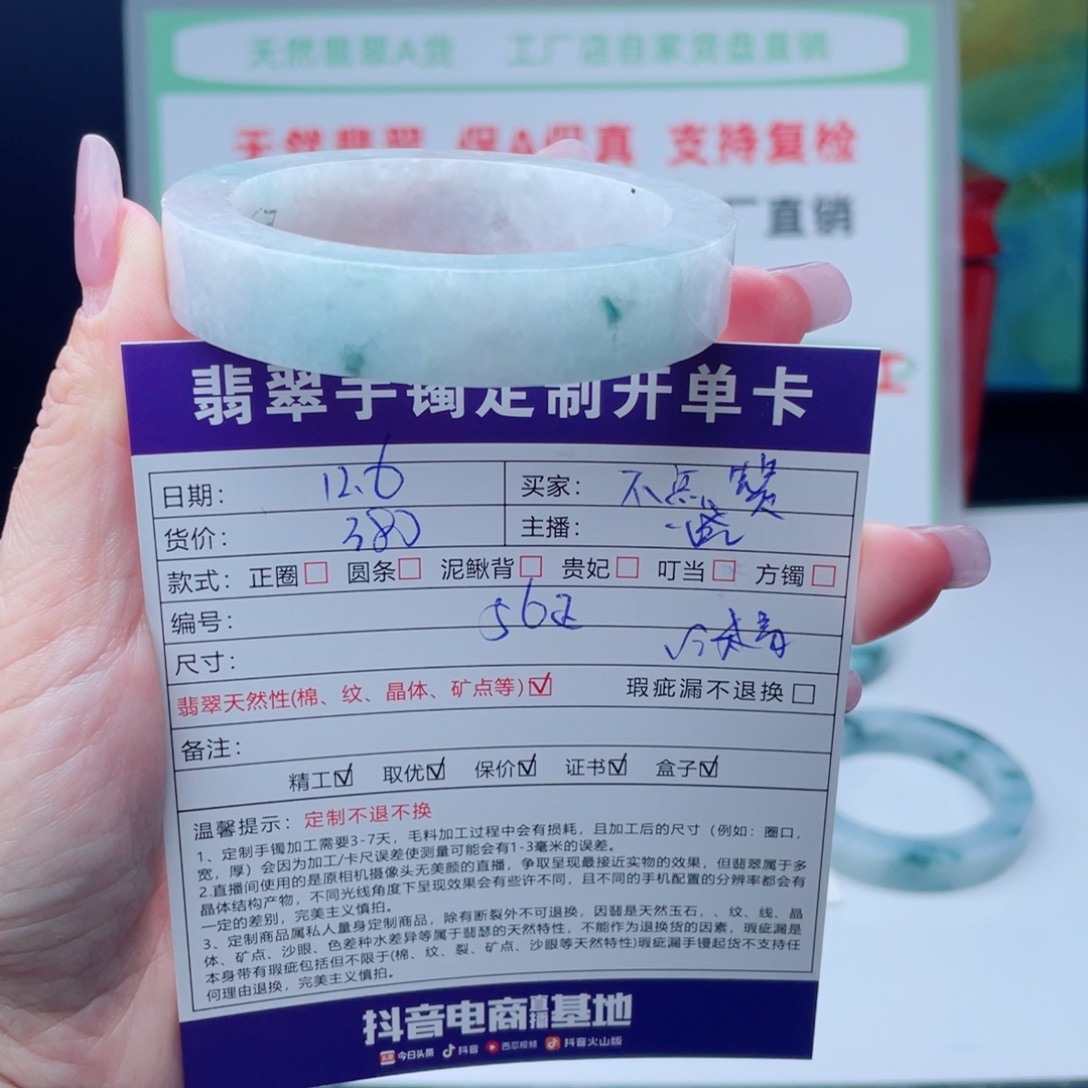 天然翡翠A货 工厂店自家货盘直销
天然翡翠 保A保真 支持复检
厂直销
翡翠手镯定制开单卡
日期: 12.6 买家: 不 宝贝
货价: 380 主播:
款式: 正圈□ 圆条□ 泥鳅背□ 贵妃□ 叮当□ 方镯□
编号: 562
尺寸:
翡翠天然性(棉、纹、晶体、矿点等)☑ 瑕疵漏不退换□
备注:
精工☑ 取优☑ 保价☑ 证书☑ 盒子☑
温馨提示: 定制不退不换
1、定制手镯加工需要3-7天，毛料加工过程中会有损耗，且加工后的尺寸（例如：圈口，
宽，厚）会因为加工/卡尺误差使测量可能会有1-3毫米的误差。
2.直播间使用的是原相机摄像头无美颜的直播，争取呈现最接近实物的效果，但翡翠属于多
晶体结构产物，不同光线角度下呈现效果会有些许不同，且不同的手机配置的分辨率都会有
一定的差别，完美主义慎拍。
3、定制商品属私人量身定制商品，除有断裂外不可退换，因翡是天然玉石，、纹、线、晶
体、矿点、沙眼、色差种水差异等属于翡瑟的天然特性，不能作为退换货的因素，瑕疵漏是
本身带有瑕疵包括但不限于(棉、纹、裂、矿点、沙眼等天然特性)瑕疵漏手镘起货不支持任
何理由退换，完美主义慎拍。
抖音电商直播基地
今日头条 抖音 西瓜视频 抖音火山版